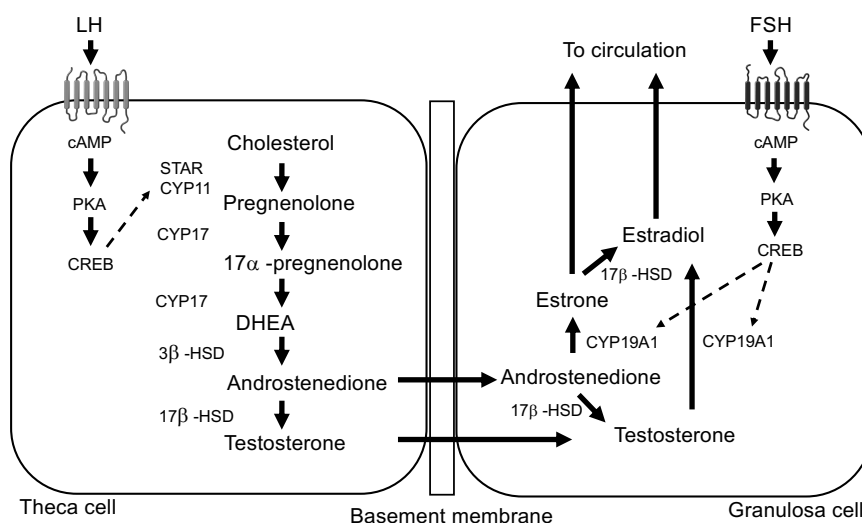 LH
cAMP
PKA
CREB
STAR
CYP11
CYP17
CYP17
3β -HSD
17β -HSD
Cholesterol
Pregnenolone
17α -pregnenolone
DHEA
Androstenedione
Testosterone
Theca cell
Basement membrane
To circulation
FSH
cAMP
PKA
CREB
Estradiol
17β -HSD
Estrone
CYP19A1
CYP19A1
Androstenedione
17β -HSD
Testosterone
Granulosa cell